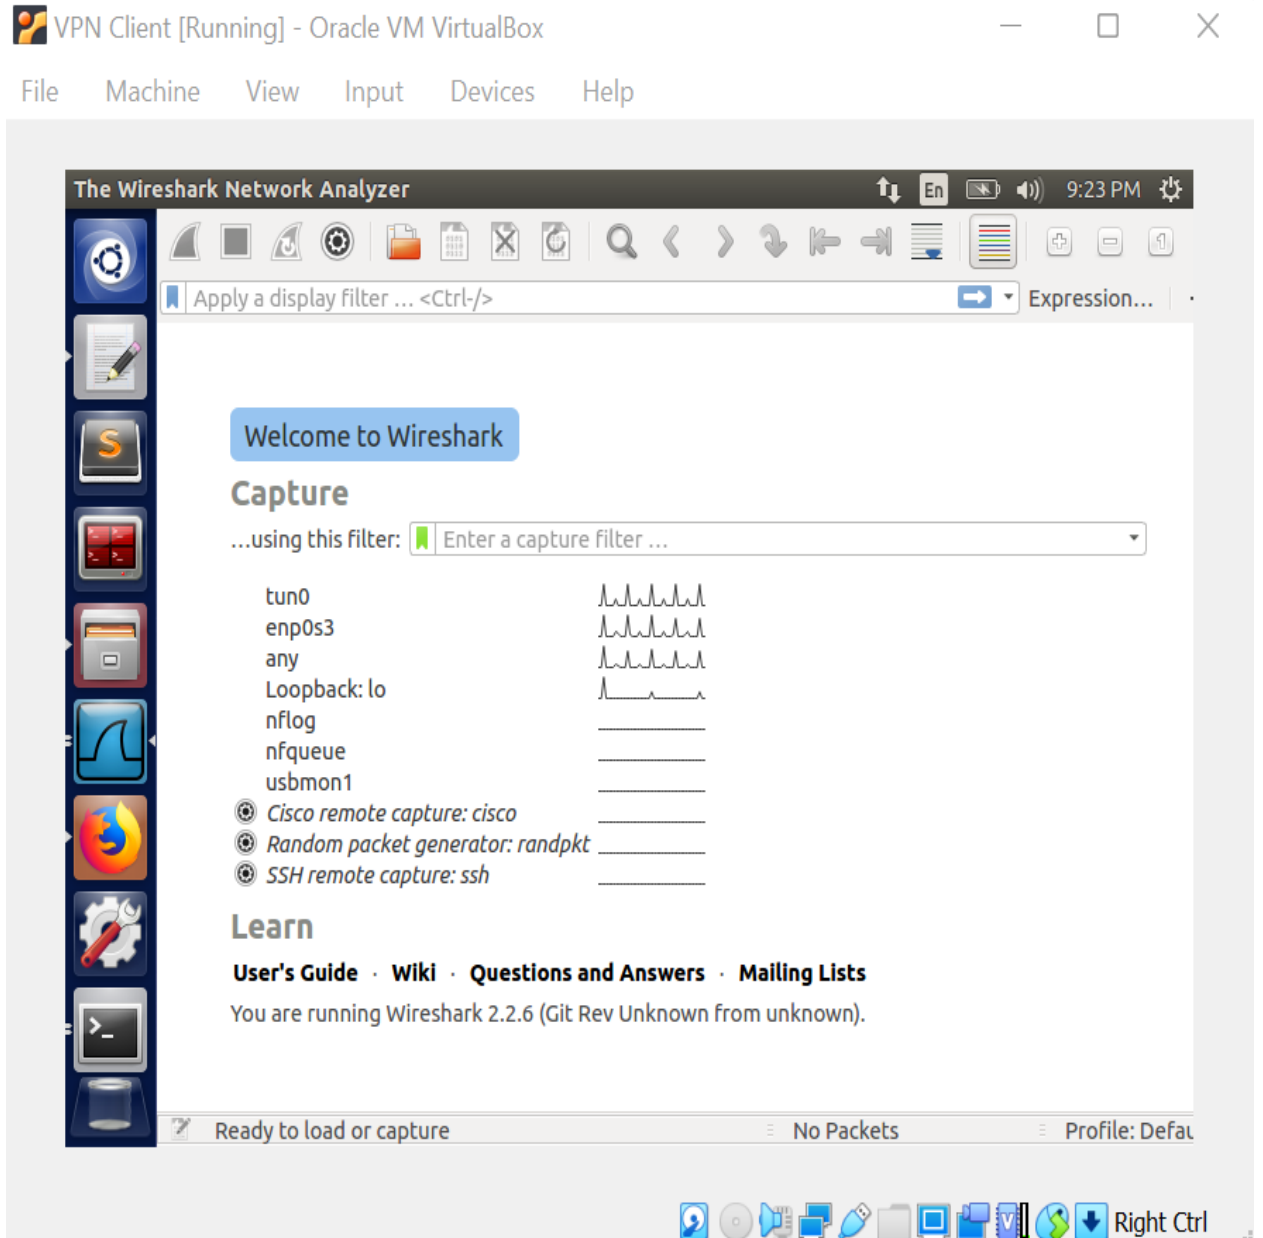 VPN Client [Running] - Oracle VM VirtualBox
File Machine View Input Devices Help
The Wireshark Network Analyzer
En
9:23 PM
Apply a display filter ... <Ctrl-/>
Expression...
Welcome to Wireshark
Capture
...using this filter: Enter a capture filter ...
tun0
enp0s3
any
Loopback: lo
nflog
nfqueue
usbmon1
Cisco remote capture: cisco
Random packet generator: randpkt
SSH remote capture: ssh
Learn
User's Guide · Wiki · Questions and Answers · Mailing Lists
You are running Wireshark 2.2.6 (Git Rev Unknown from unknown).
Ready to load or capture
No Packets
Profile: Defau
Right Ctrl